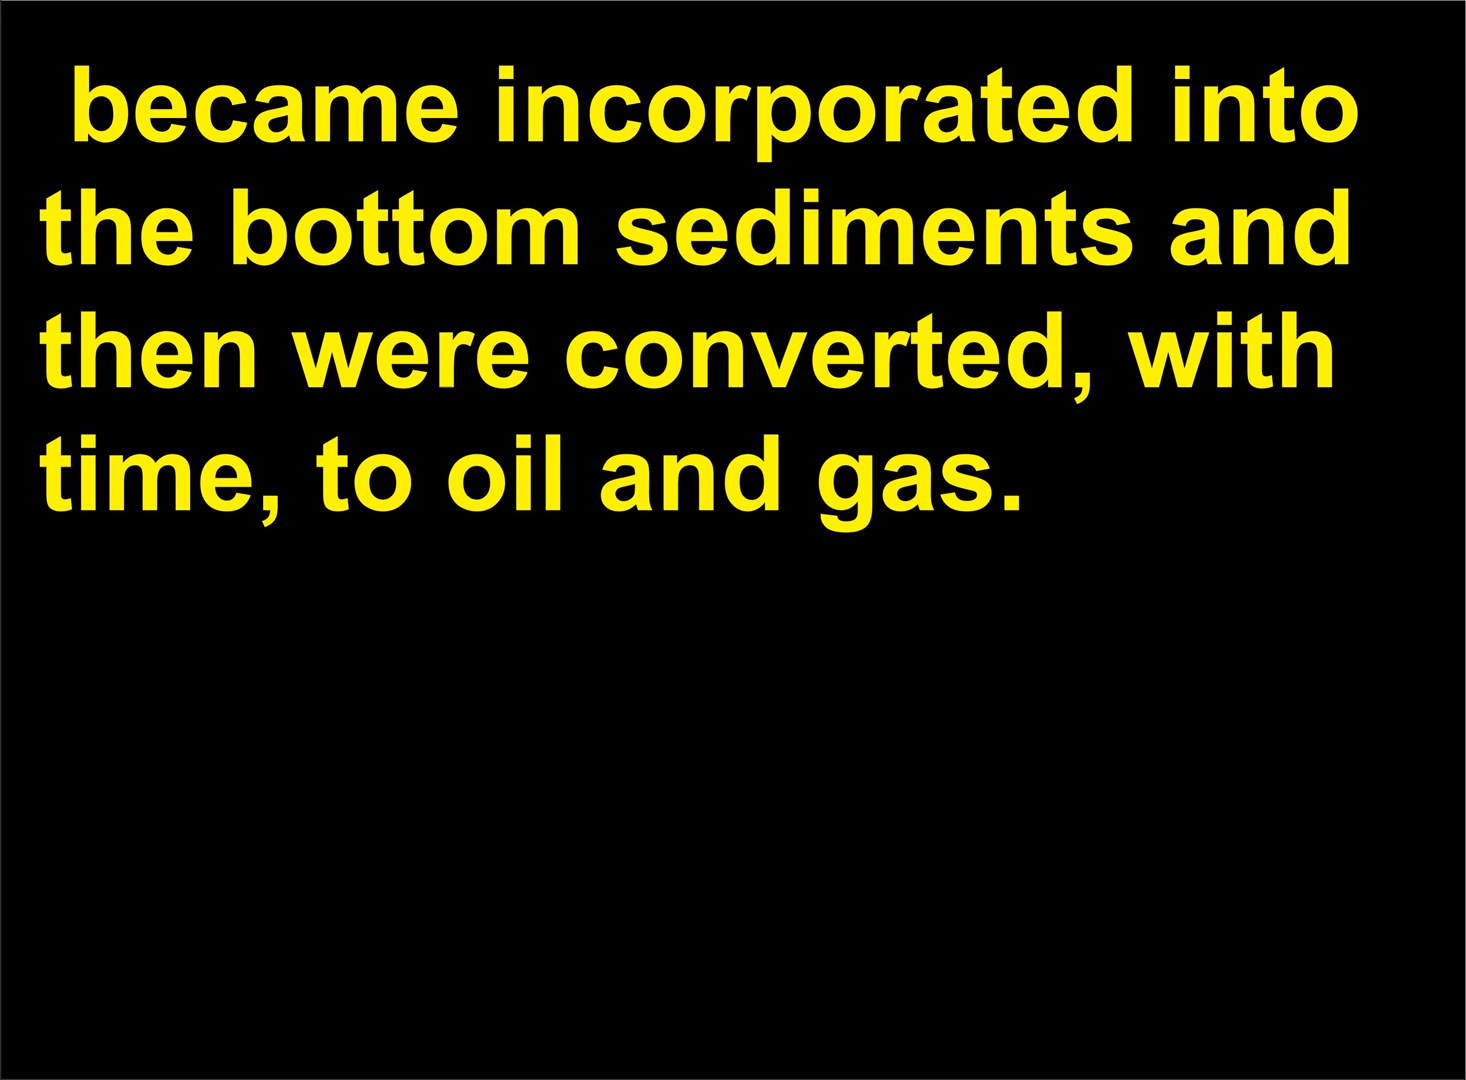 became incorporated into
the bottom sediments and
then were converted, with
time, to oil and gas.